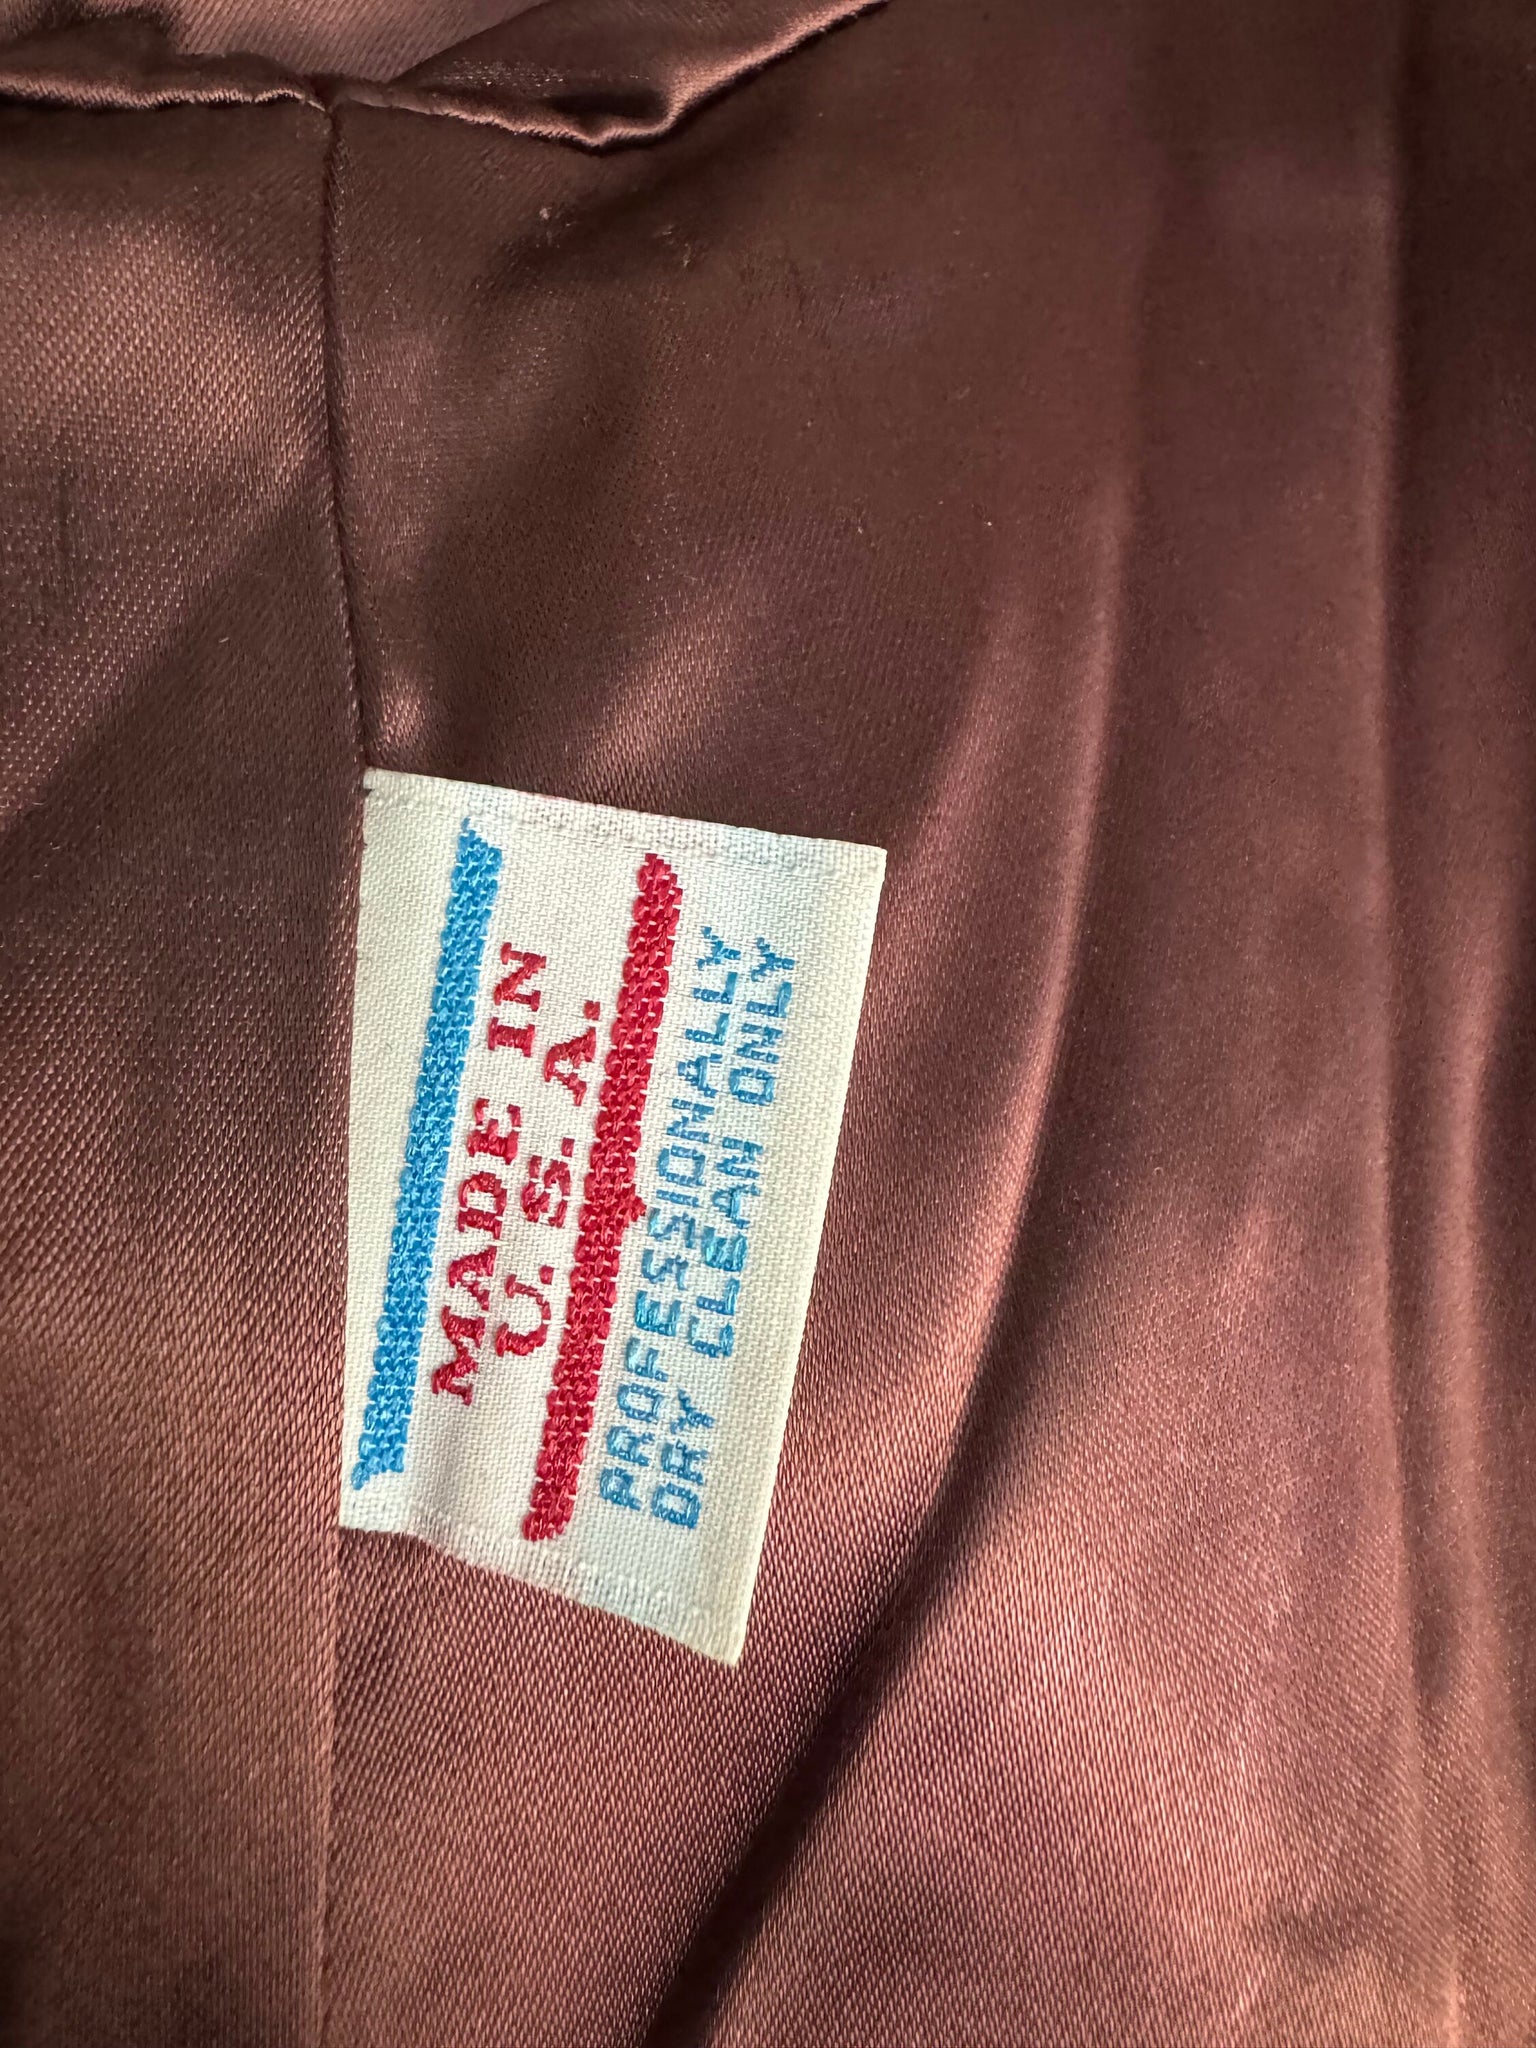 MADE IN
U. S. A.
PROFESSIONALLY
DRY CLEAN ONLY